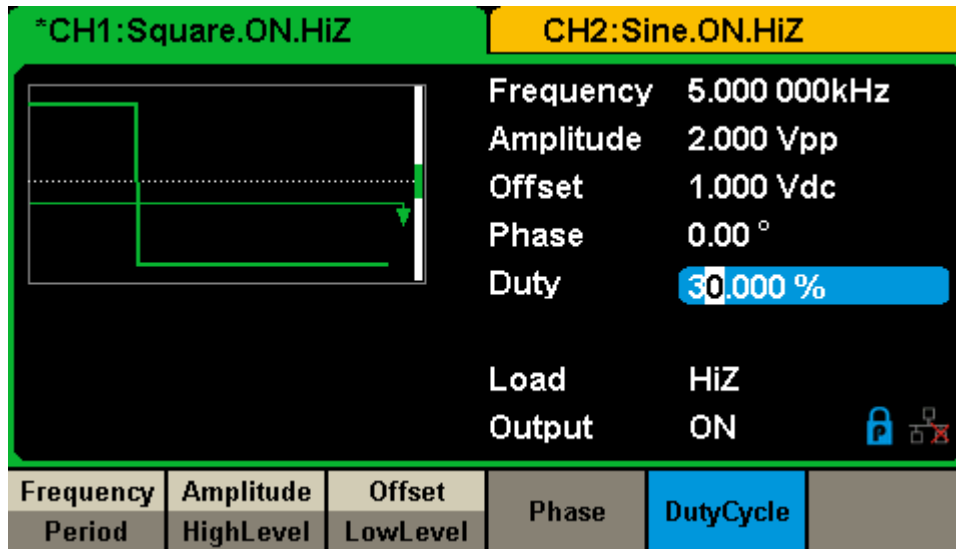 *CH1:Square.ON.HiZ
CH2:Sine.ON.HiZ
Frequency 5.000 000kHz
Amplitude 2.000 Vpp
Offset 1.000 Vdc
Phase 0.00 °
Duty 30.000 %
Load HiZ
Output ON
P
Frequency Amplitude Offset
Period HighLevel LowLevel
Phase
DutyCycle